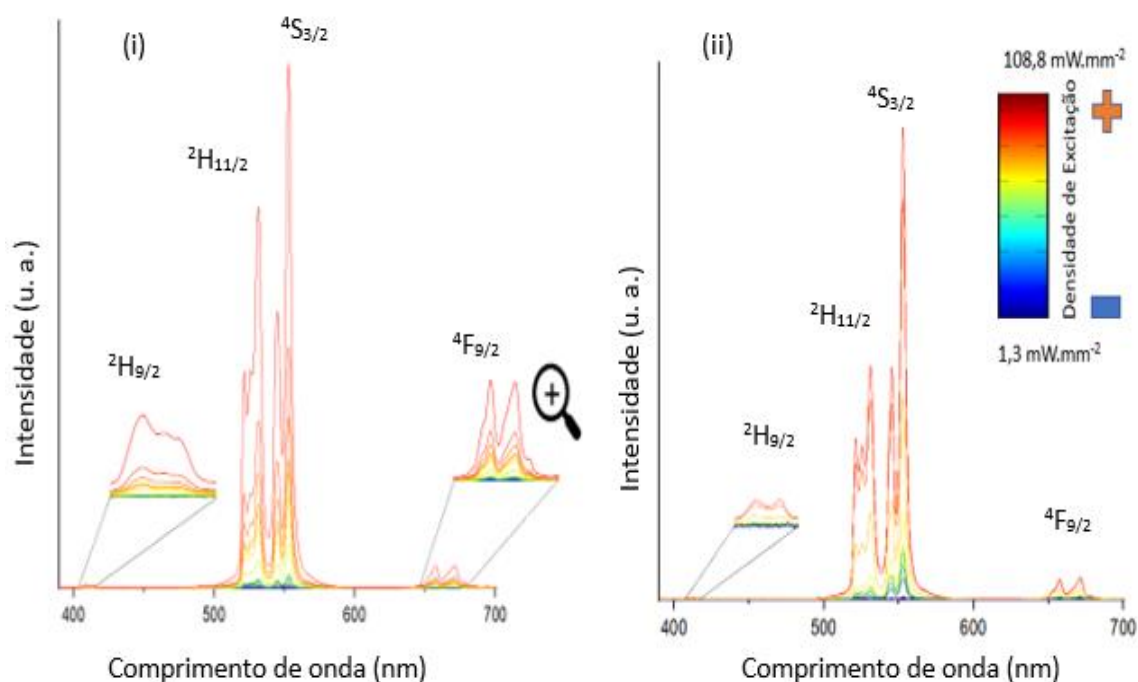 (i)
⁴S₃/₂
²H₁₁/₂
²H₉/₂
⁴F₉/₂
Intensidade (u. a.)
400
500
600
700
Comprimento de onda (nm)
(ii)
⁴S₃/₂
²H₁₁/₂
²H₉/₂
⁴F₉/₂
Intensidade (u. a.)
400
500
600
700
Comprimento de onda (nm)
108,8 mW.mm⁻²
Densidade de Excitação
1,3 mW.mm⁻²